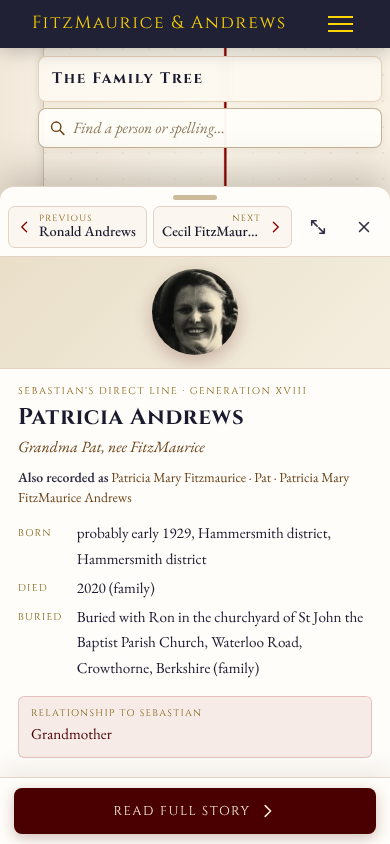 FitzMaurice & Andrews
The Family Tree
Find a person or spelling...
PREVIOUS
Ronald Andrews
NEXT
Cecil FitzMaur...
SEBASTIAN'S DIRECT LINE · GENERATION XVIII
Patricia Andrews
Grandma Pat, nee FitzMaurice
Also recorded as Patricia Mary Fitzmaurice · Pat · Patricia Mary
FitzMaurice Andrews
BORN
probably early 1929, Hammersmith district,
Hammersmith district
DIED
2020 (family)
BURIED
Buried with Ron in the churchyard of St John the
Baptist Parish Church, Waterloo Road,
Crowthorne, Berkshire (family)
RELATIONSHIP TO SEBASTIAN
Grandmother
READ FULL STORY